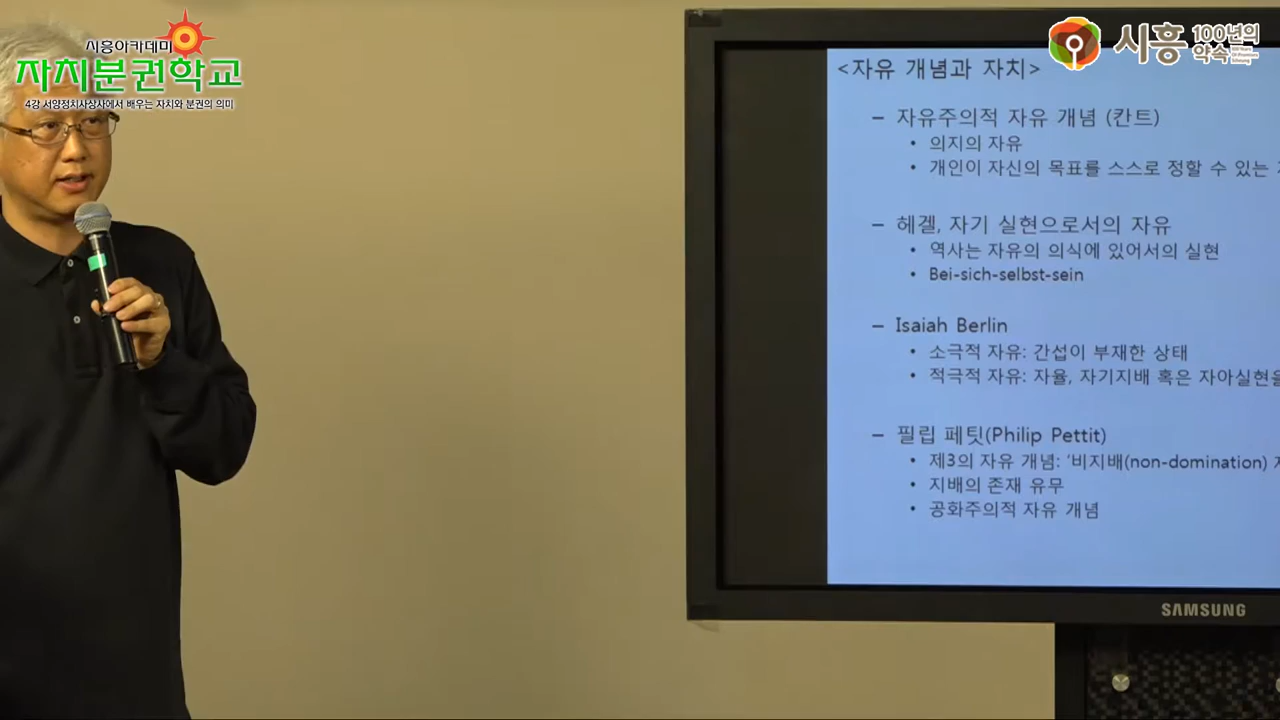 시흥아카데미
자치분권학교
4강 서양정치사상사에서 배우는 자치와 분권의 의미
시흥 100년의 약속
<자유 개념과 자치>
– 자유주의적 자유 개념 (칸트)
• 의지의 자유
• 개인이 자신의 목표를 스스로 정할 수 있는
– 헤겔, 자기 실현으로서의 자유
• 역사는 자유의 의식에 있어서의 실현
• Bei-sich-selbst-sein
– Isaiah Berlin
• 소극적 자유: 간섭이 부재한 상태
• 적극적 자유: 자율, 자기지배 혹은 자아실현을
– 필립 페팃(Philip Pettit)
• 제3의 자유 개념: '비지배(non-domination)
• 지배의 존재 유무
• 공화주의적 자유 개념
SAMSUNG